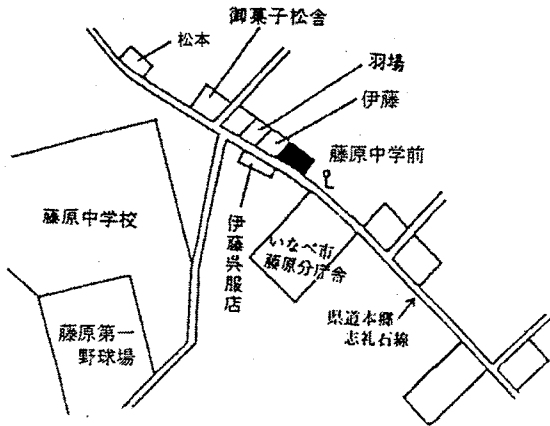 御菓子松舎
松本
羽場
伊藤
藤原中学前
藤原中学校
伊藤呉服店
いなべ市
藤原分庁舎
県道本郷
志礼石線
藤原第一
野球場